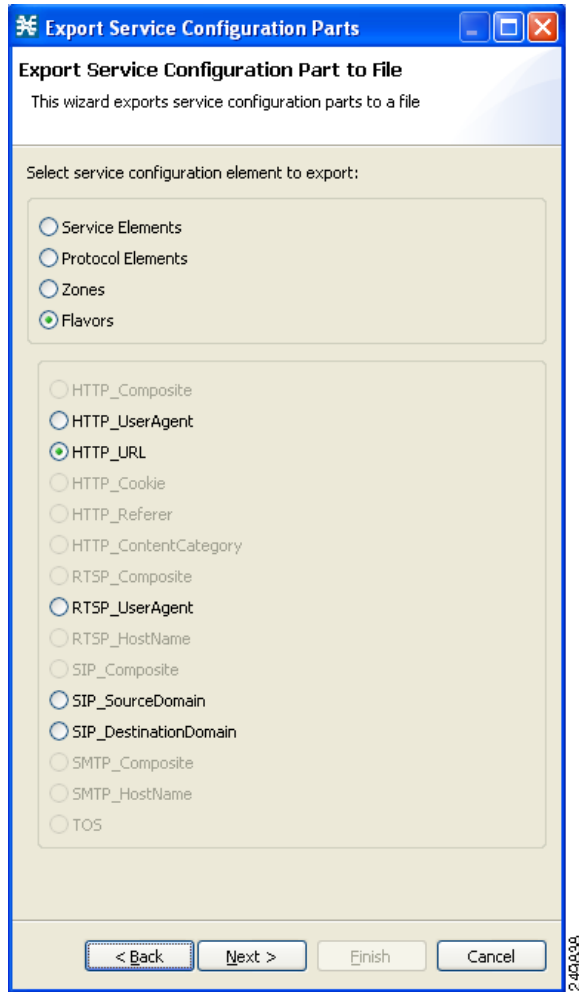 Export Service Configuration Parts
Export Service Configuration Part to File
This wizard exports service configuration parts to a file
Select service configuration element to export:
Service Elements
Protocol Elements
Zones
Flavors
HTTP_Composite
HTTP_UserAgent
HTTP_URL
HTTP_Cookie
HTTP_Referer
HTTP_ContentCategory
RTSP_Composite
RTSP_UserAgent
RTSP_HostName
SIP_Composite
SIP_SourceDomain
SIP_DestinationDomain
SMTP_Composite
SMTP_HostName
TOS
< Back Next > Finish Cancel
249838